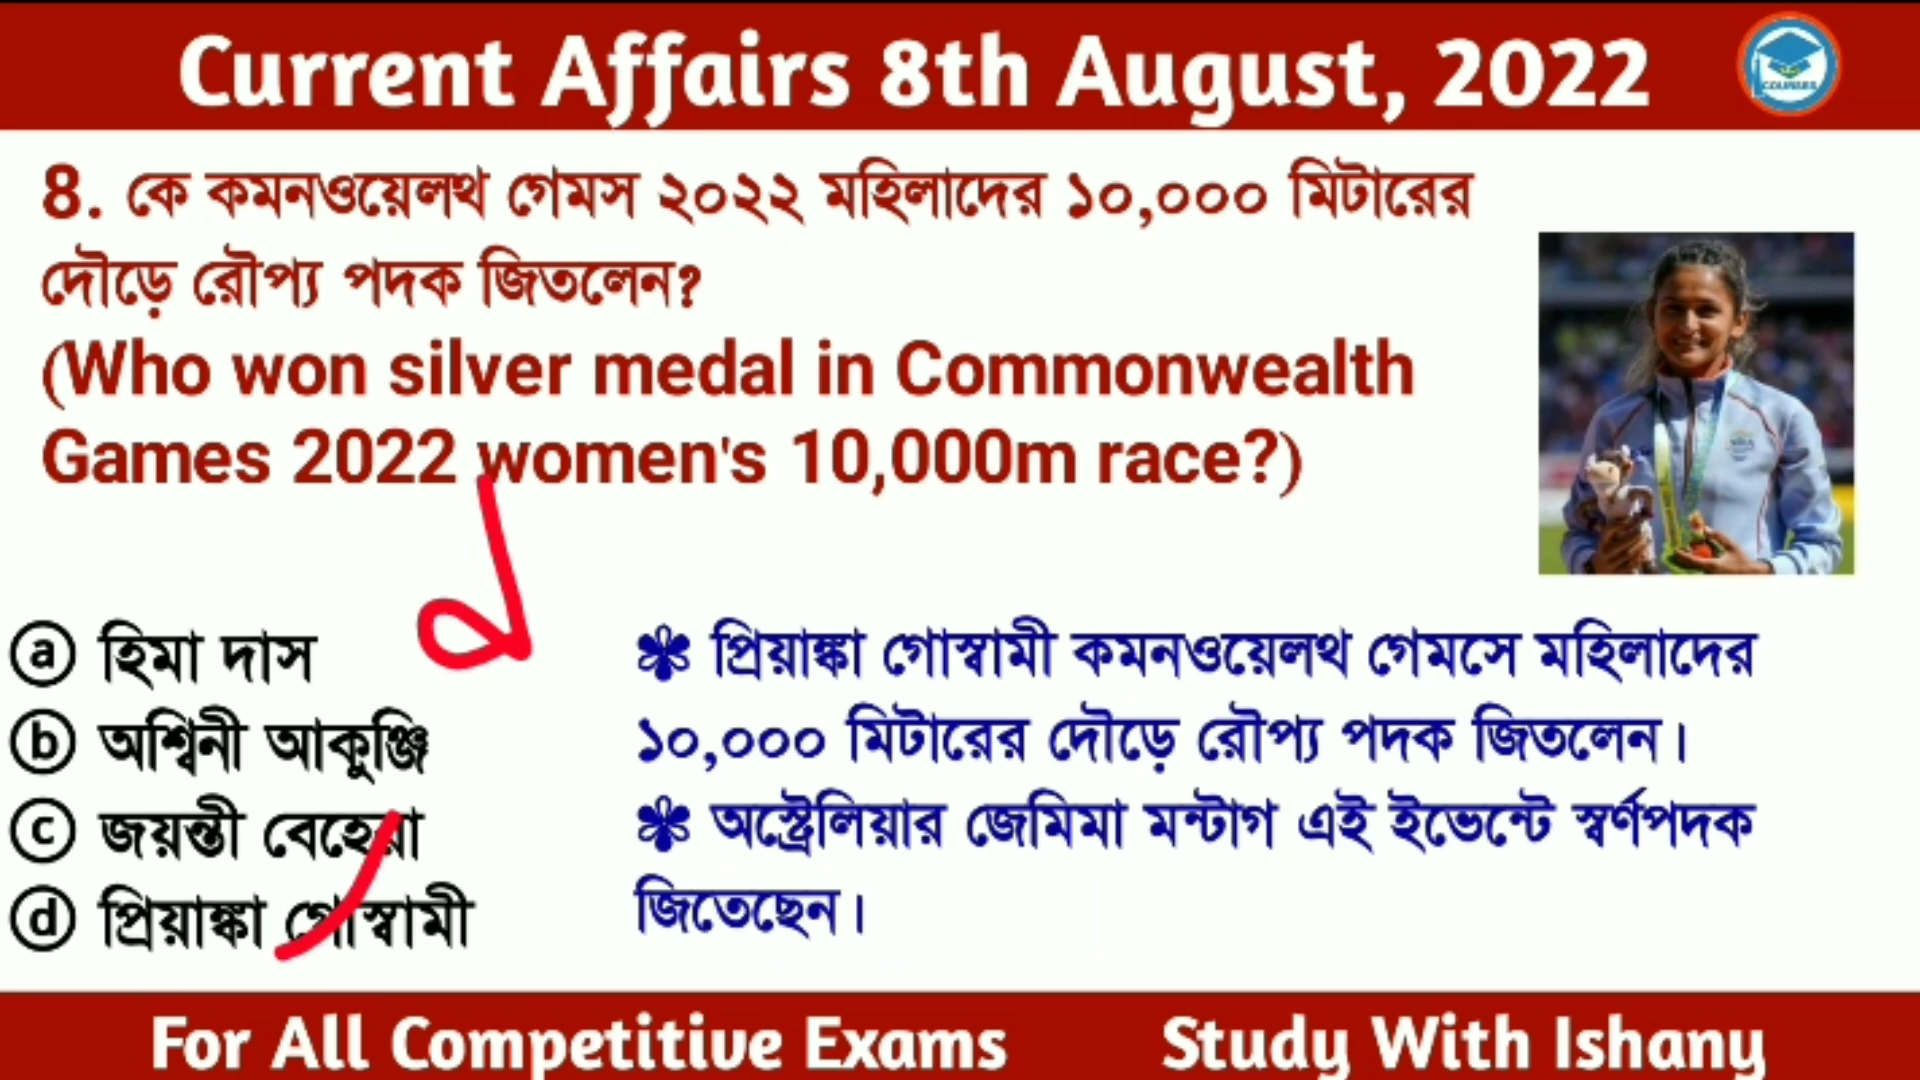 Current Affairs 8th August, 2022
COURSES
8. কে কমনওয়েলথ গেমস ২০২২ মহিলাদের ১০,০০০ মিটারের
দৌড়ে রৌপ্য পদক জিতলেন?
(Who won silver medal in Commonwealth
Games 2022 women's 10,000m race?)
ⓐ হিমা দাস
ⓑ অশ্বিনী আকুঞ্জি
ⓒ জয়ন্তী বেহেরা
ⓓ প্রিয়াঙ্কা গোস্বামী
✽ প্রিয়াঙ্কা গোস্বামী কমনওয়েলথ গেমসে মহিলাদের
১০,০০০ মিটারের দৌড়ে রৌপ্য পদক জিতলেন।
✽ অস্ট্রেলিয়ার জেমিমা মন্টাগ এই ইভেন্টে স্বর্ণপদক
জিতেছেন।
For All Competitive Exams Study With Ishany